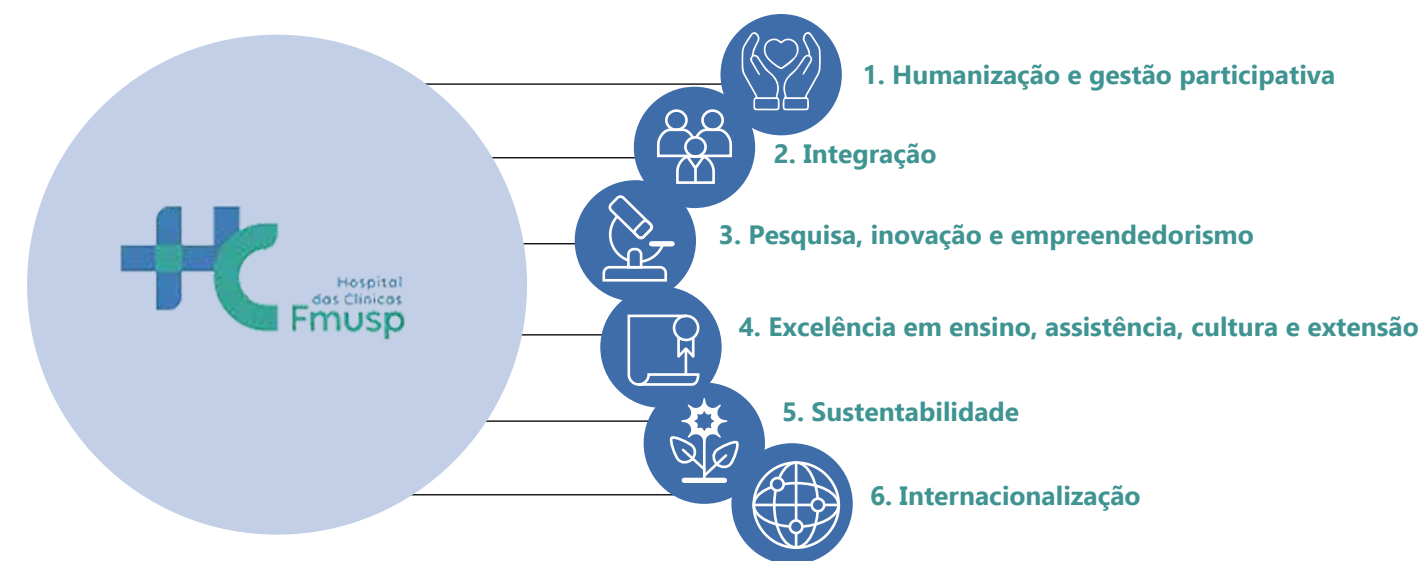 HC
Hospital
das Clínicas
Fmusp
1. Humanização e gestão participativa
2. Integração
3. Pesquisa, inovação e empreendedorismo
4. Excelência em ensino, assistência, cultura e extensão
5. Sustentabilidade
6. Internacionalização